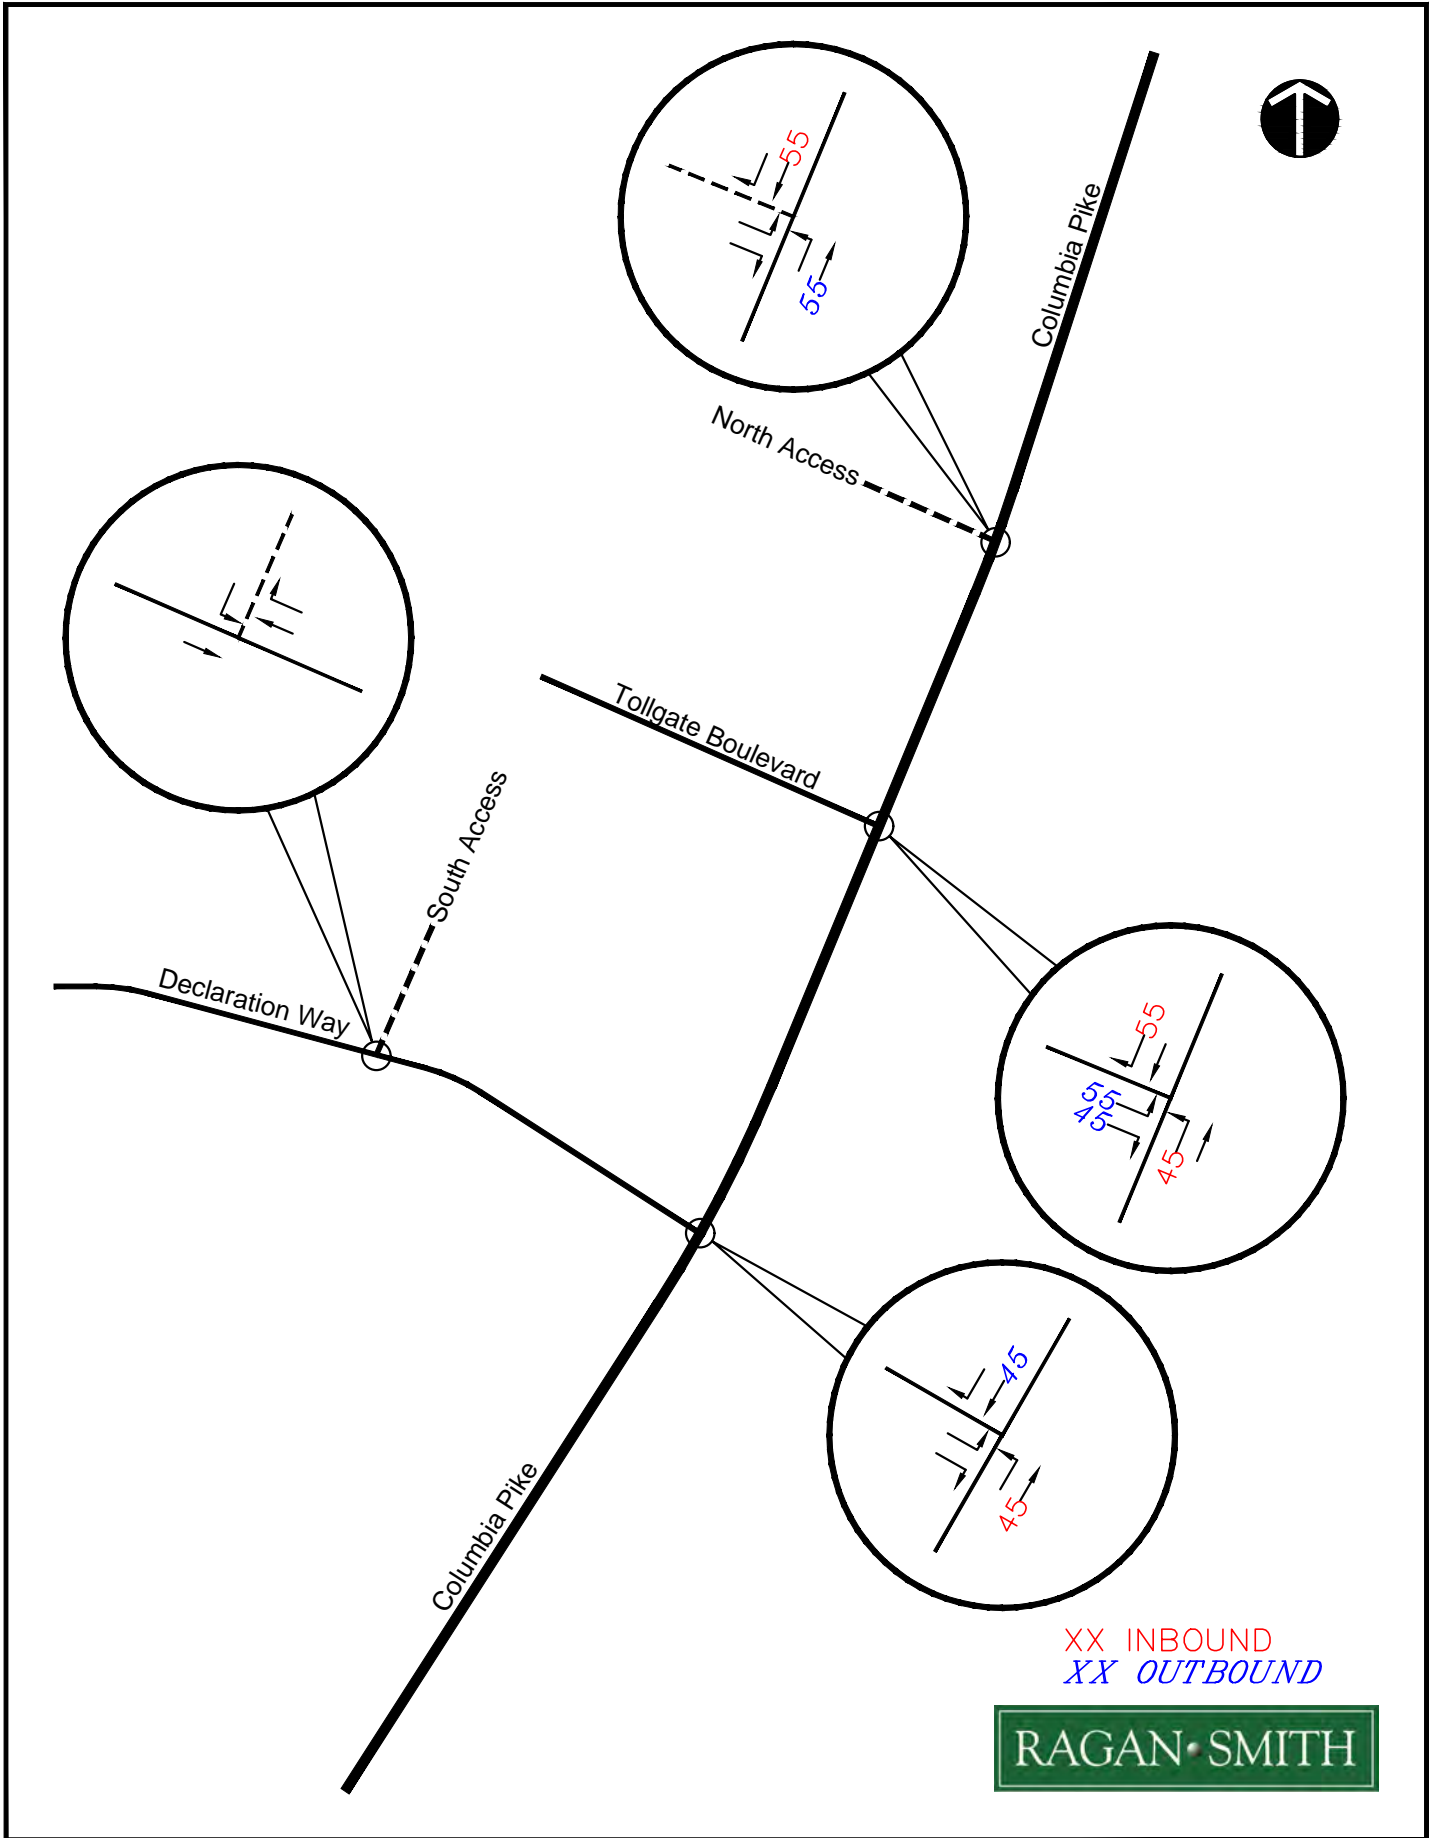 55
55
Columbia Pike
North Access
Tollgate Boulevard
South Access
Declaration Way
55
55
45
45
45
45
Columbia Pike
XX INBOUND
XX OUTBOUND
RAGAN•SMITH